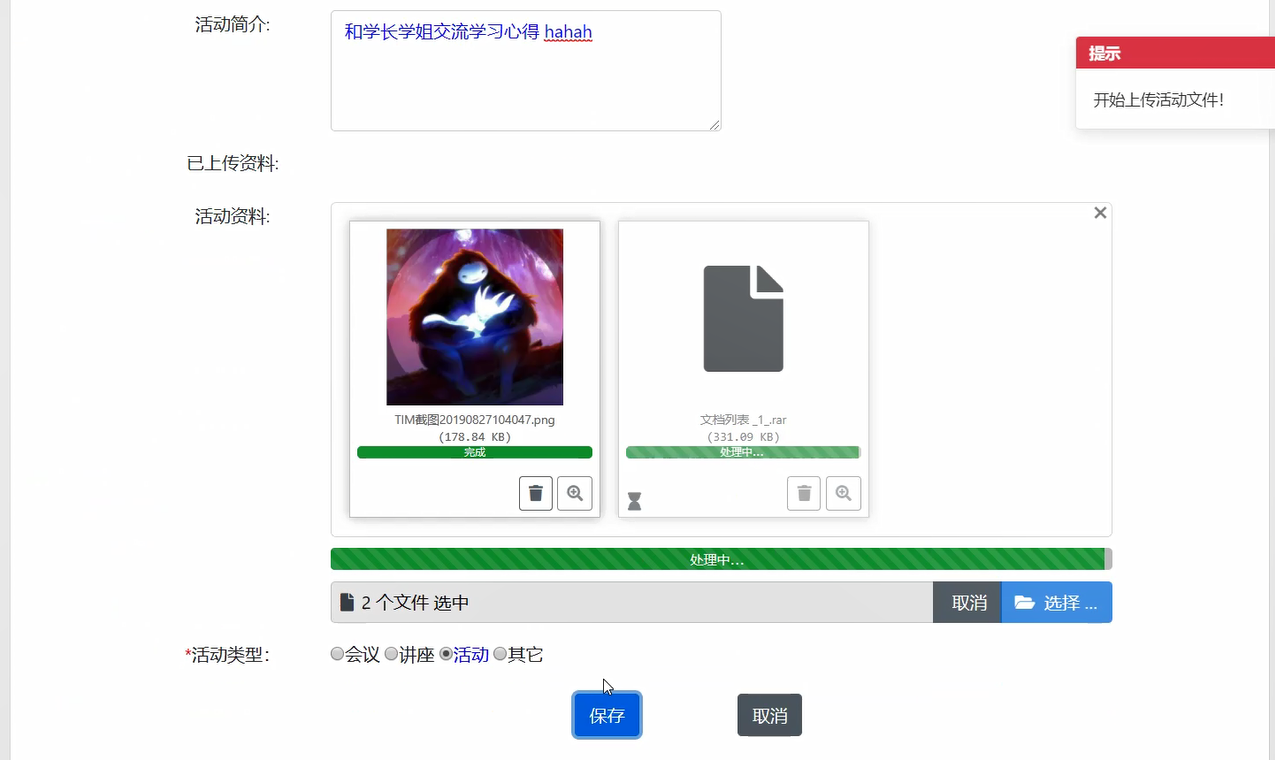 活动简介:
和学长学姐交流学习心得 hahah
提示
开始上传活动文件!
已上传资料:
活动资料:
TIM截图20190827104047.png
(178.84 KB)
完成
文档列表 _1_.rar
(331.09 KB)
处理中...
处理中...
2 个文件 选中
取消
选择 ...
*活动类型:
会议 讲座 活动 其它
保存
取消